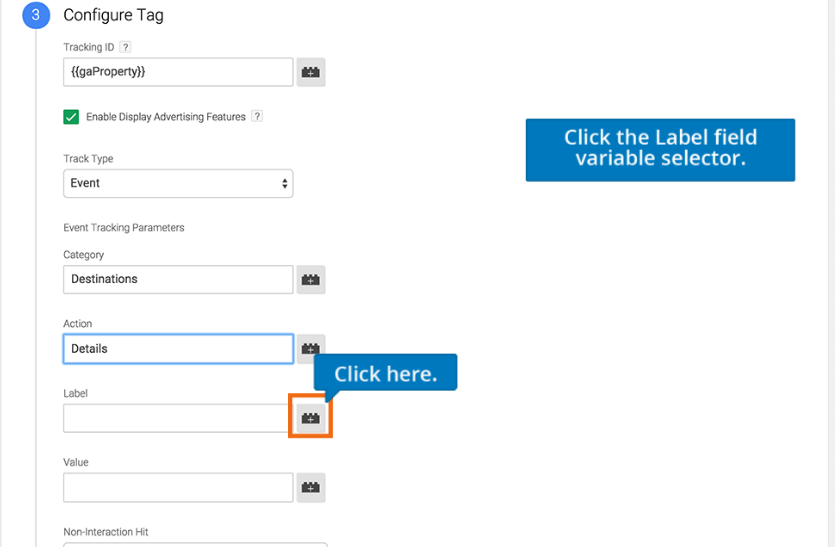 3 Configure Tag
Tracking ID ?
{{gaProperty}}
Enable Display Advertising Features ?
Click the Label field
variable selector.
Track Type
Event
Event Tracking Parameters
Category
Destinations
Action
Details
Click here.
Label
Value
Non-Interaction Hit